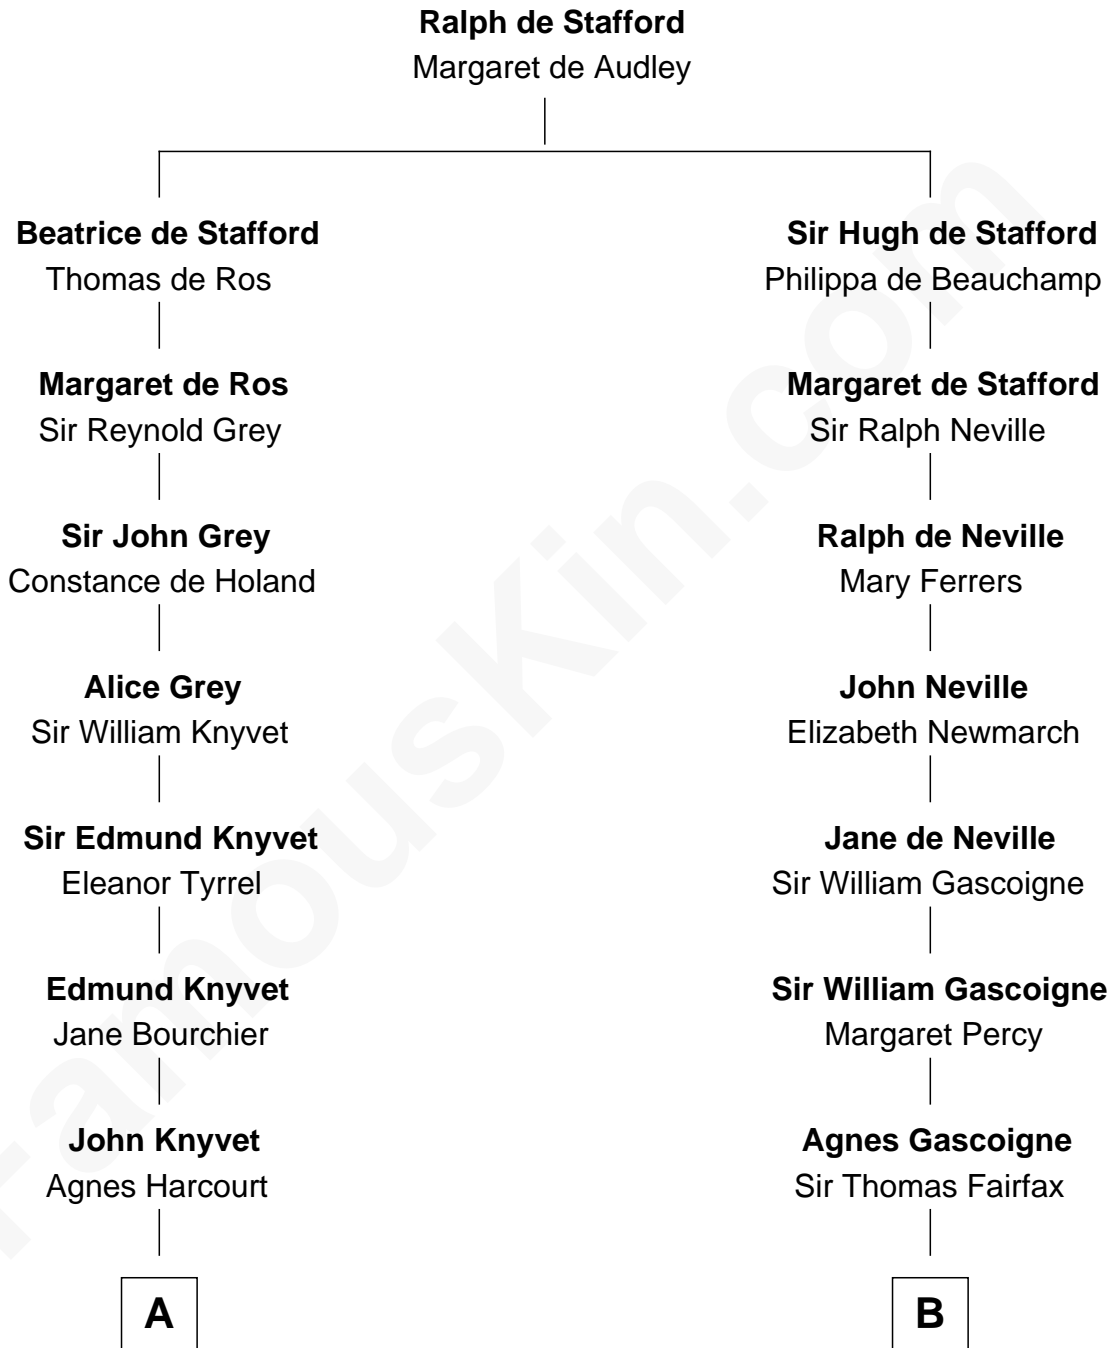 Ralph de Stafford
Margaret de Audley
Beatrice de Stafford
Thomas de Ros
Sir Hugh de Stafford
Philippa de Beauchamp
Margaret de Ros
Sir Reynold Grey
Margaret de Stafford
Sir Ralph Neville
Sir John Grey
Constance de Holand
Ralph de Neville
Mary Ferrers
Alice Grey
Sir William Knyvet
John Neville
Elizabeth Newmarch
Sir Edmund Knyvet
Eleanor Tyrrel
Jane de Neville
Sir William Gascoigne
Edmund Knyvet
Jane Bourchier
Sir William Gascoigne
Margaret Percy
John Knyvet
Agnes Harcourt
Agnes Gascoigne
Sir Thomas Fairfax
A
B
FamousKin.com